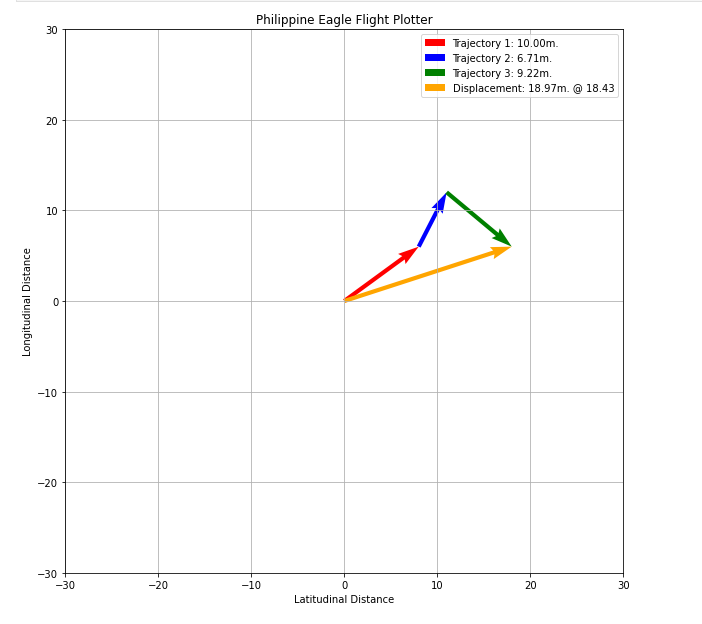 Philippine Eagle Flight Plotter
Trajectory 1: 10.00m.
Trajectory 2: 6.71m.
Trajectory 3: 9.22m.
Displacement: 18.97m. @ 18.43
30
20
10
0
−10
−20
−30
Longitudinal Distance
−30 −20 −10 0 10 20 30
Latitudinal Distance